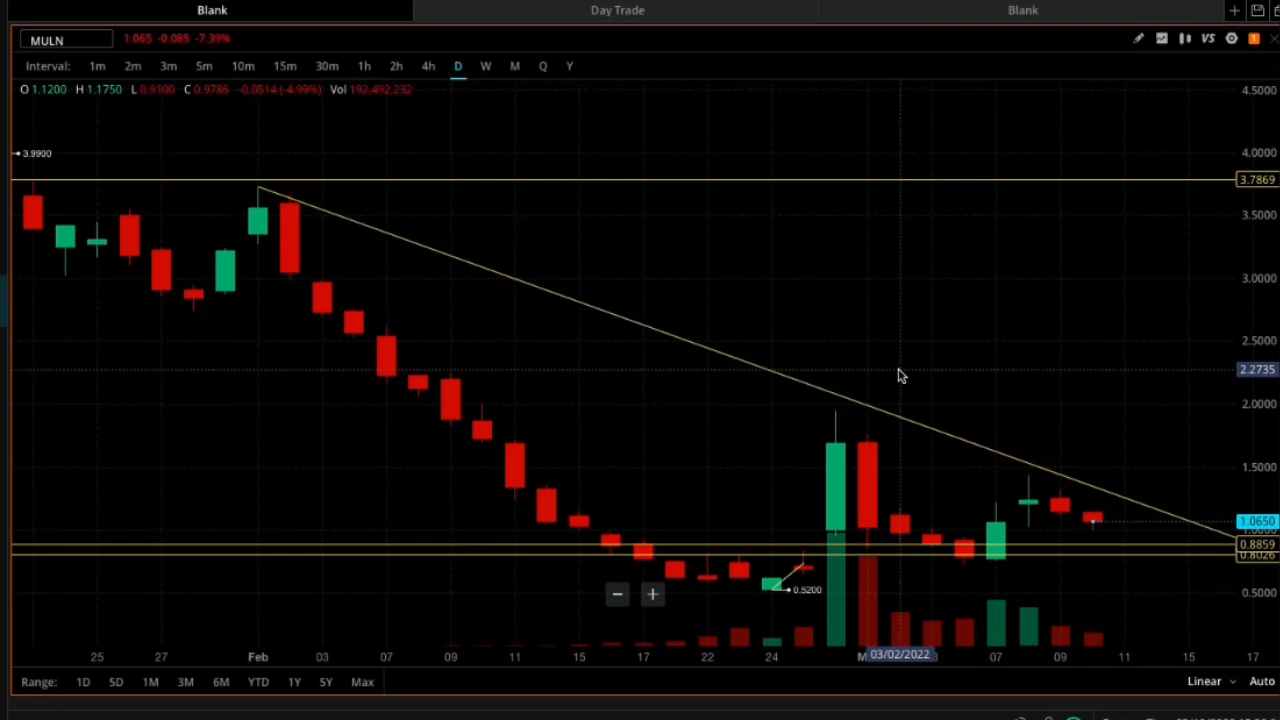 Blank
Day Trade
Blank
MULN
1.065 -0.085 -7.39%
VS
1
Interval: 1m 2m 3m 5m 10m 15m 30m 1h 2h 4h D W M Q Y
O 1.1200 H 1.1750 L 0.9100 C 0.9786 -0.0514 (-4.99%) Vol 192,492,232
4.5000
3.9900
4.0000
3.7869
3.5000
3.0000
2.5000
2.2735
2.0000
1.5000
1.0650
1.0000
0.8859
0.8026
0.5200
0.5000
25 27 Feb 03 07 09 11 15 17 22 24 03/02/2022 07 09 11 15 17
Range: 1D 5D 1M 3M 6M YTD 1Y 5Y Max
Linear Auto